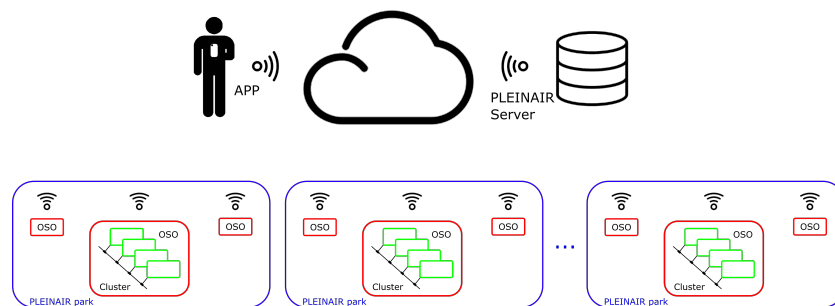 APP
PLEINAIR
Server
OSO
OSO
OSO
Cluster
PLEINAIR park
OSO
OSO
OSO
Cluster
PLEINAIR park
...
OSO
OSO
OSO
Cluster
PLEINAIR park